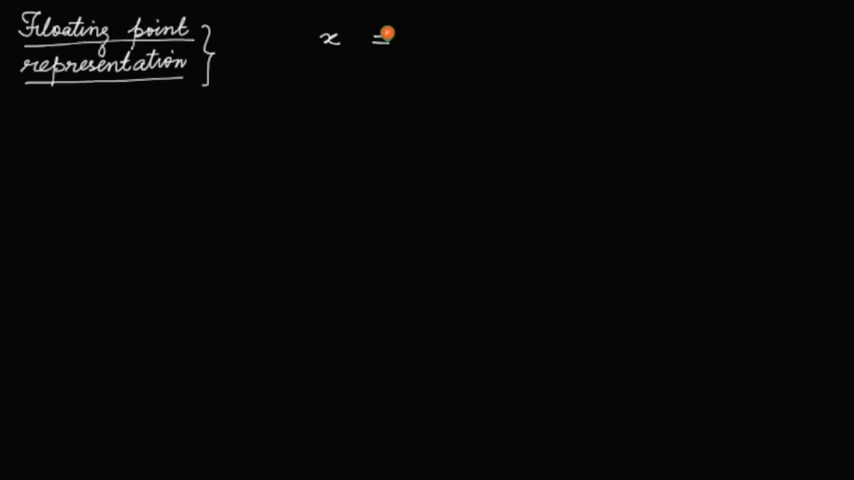 Floating point
representation
x =